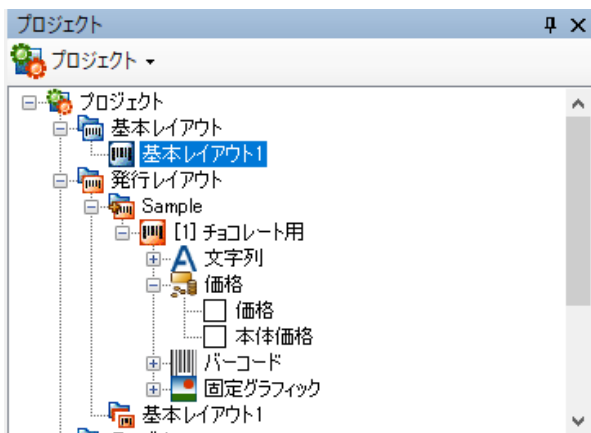 プロジェクト
プロジェクト
プロジェクト
基本レイアウト
基本レイアウト1
発行レイアウト
Sample
[1] チョコレート用
文字列
価格
価格
本体価格
バーコード
固定グラフィック
基本レイアウト1